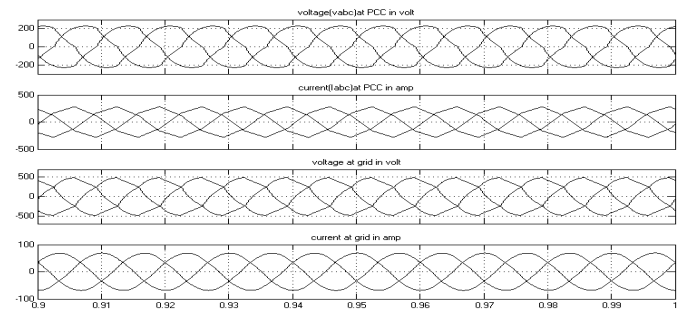 voltage(vabc)at PCC in volt
200
0
-200
current(Iabc)at PCC in amp
500
0
-500
voltage at grid in volt
500
0
-500
current at grid in amp
100
0
-100
0.9 0.91 0.92 0.93 0.94 0.95 0.96 0.97 0.98 0.99 1